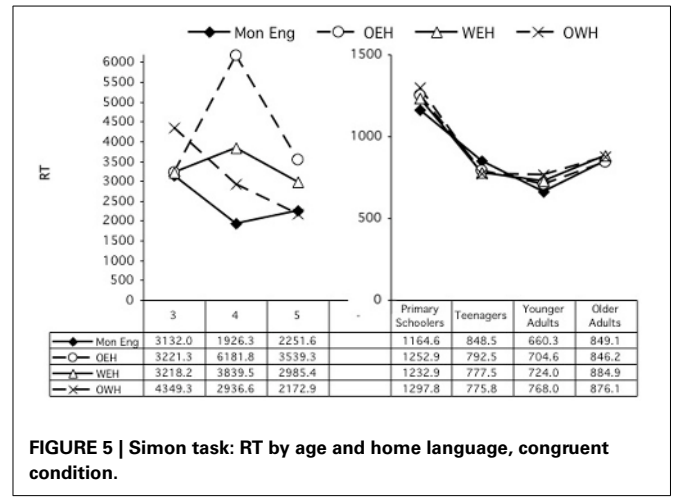 Mon Eng OEH WEH OWH
6000
5500
5000
4500
4000
3500
3000
2500
2000
1500
1000
500
0
RT
1500
1000
500
0
3 4 5 - Primary Schoolers Teenagers Younger Adults Older Adults
Mon Eng 3132.0 1926.3 2251.6 1164.6 848.5 660.3 849.1
OEH 3221.3 6181.8 3539.3 1252.9 792.5 704.6 846.2
WEH 3218.2 3839.5 2985.4 1232.9 777.5 724.0 884.9
OWH 4349.3 2936.6 2172.9 1297.8 775.8 768.0 876.1
FIGURE 5 | Simon task: RT by age and home language, congruent
condition.